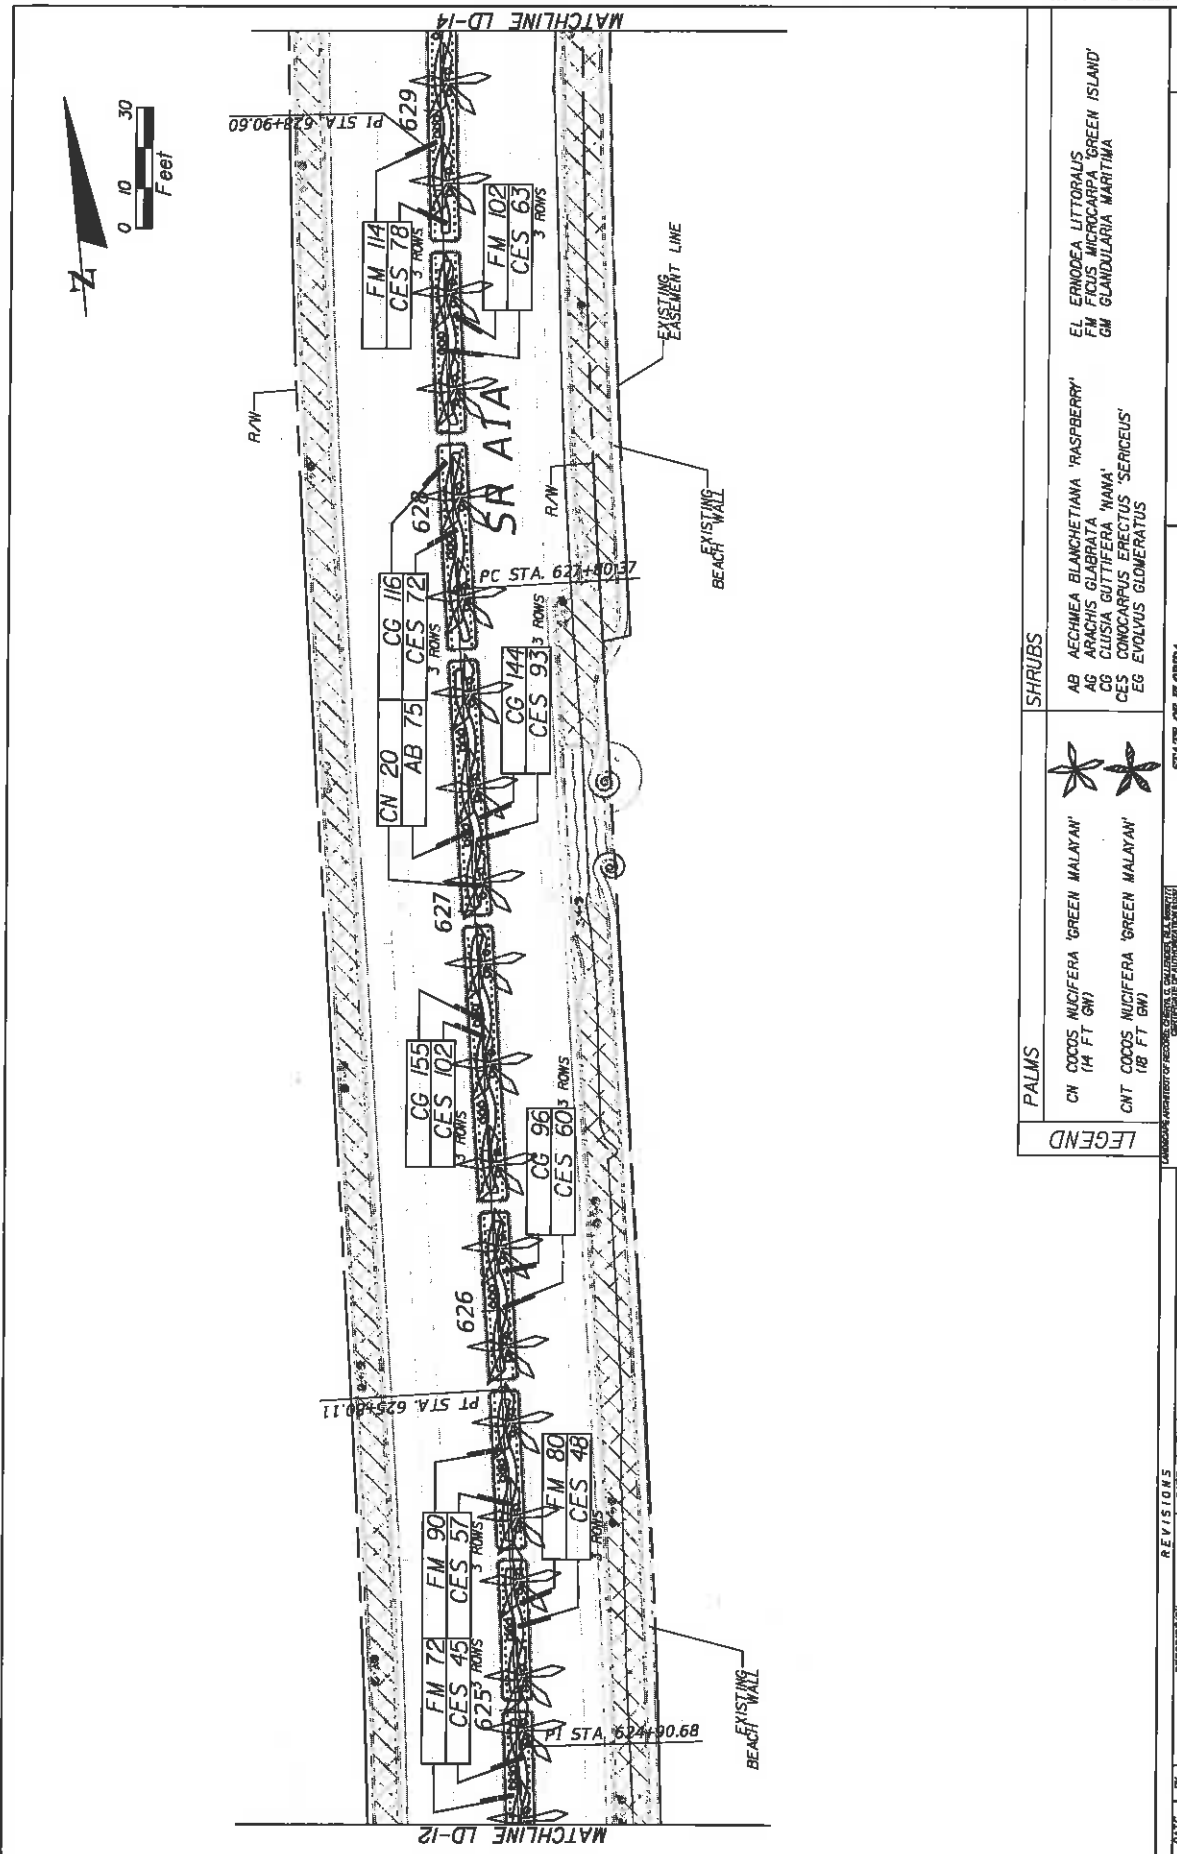 MATCHLINE LD-14
0 10 30
Feet
Z
R/W
PI STA. 628+90.60
629
FM 114
CES 78
3 ROWS
FM 102
CES 63
3 ROWS
EXISTING
EASEMENT LINE
SR A1A
628
R/W
EXISTING
BEACH WALL
PC STA. 627+80.37
CG 116
CES 72
3 ROWS
CN 20
AB 75
CG 144
CES 93
3 ROWS
627
CG 155
CES 102
3 ROWS
CG 96
CES 60
3 ROWS
626
PT STA. 625+80.11
FM 90
CES 57
3 ROWS
FM 80
CES 48
3 ROWS
FM 72
CES 45
3 ROWS
625
PI STA. 624+90.68
EXISTING
BEACH WALL
MATCHLINE LD-12
LEGEND
PALMS
CN COCOS NUCIFERA 'GREEN MALAYAN'
(14 FT GW)
CNT COCOS NUCIFERA 'GREEN MALAYAN'
(18 FT GW)
SHRUBS
AB AECHMEA BLANCHETIANA 'RASPBERRY'
AG ARACHIS GLABRATA
CG CLUSIA GUTTIFERA 'NANA'
CES CONOCARPUS ERECTUS 'SERICEUS'
EG EVOLVUS GLOMERATUS
EL ERNODEA LITTORALIS
FM FICUS MICROCARPA 'GREEN ISLAND'
GM GLANDULARIA MARITIMA
REVISIONS
STATE OF FLORIDA